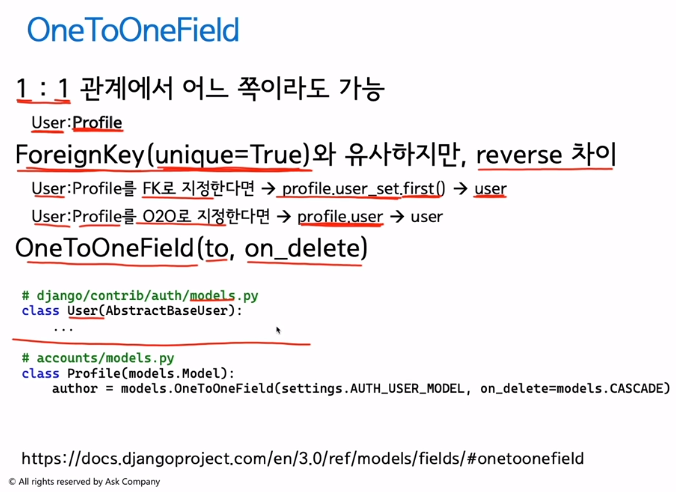 OneToOneField
1 : 1 관계에서 어느 쪽이라도 가능
User:Profile
ForeignKey(unique=True)와 유사하지만, reverse 차이
User:Profile를 FK로 지정한다면 → profile.user_set.first() → user
User:Profile를 O2O로 지정한다면 → profile.user → user
OneToOneField(to, on_delete)
# django/contrib/auth/models.py
class User(AbstractBaseUser):
...
# accounts/models.py
class Profile(models.Model):
author = models.OneToOneField(settings.AUTH_USER_MODEL, on_delete=models.CASCADE)
https://docs.djangoproject.com/en/3.0/ref/models/fields/#onetoonefield
© All rights reserved by Ask Company